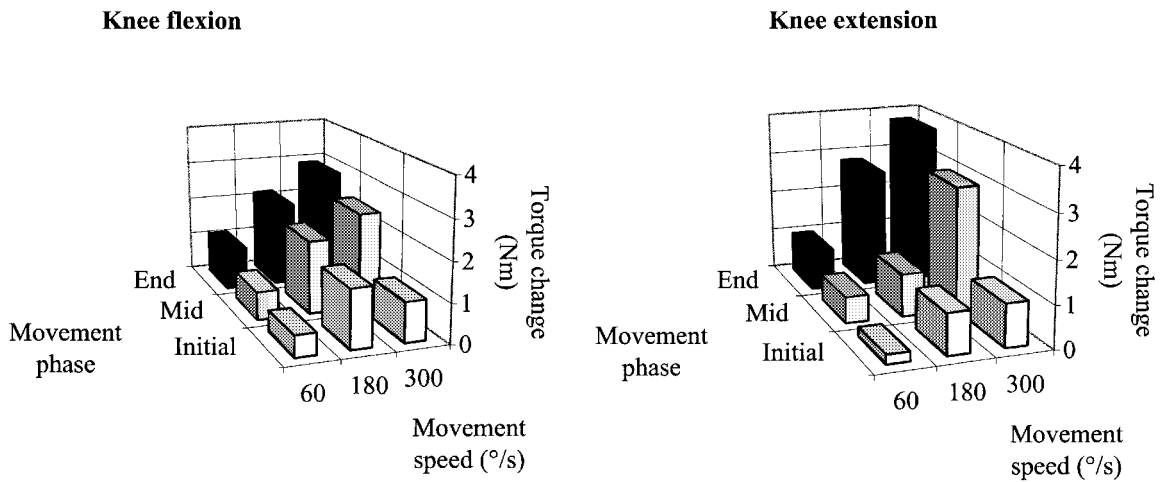 Knee flexion
4
3
2
1
0
Torque change
(Nm)
End
Mid
Initial
Movement
phase
60
180
300
Movement
speed (°/s)
Knee extension
4
3
2
1
0
Torque change
(Nm)
End
Mid
Initial
Movement
phase
60
180
300
Movement
speed (°/s)